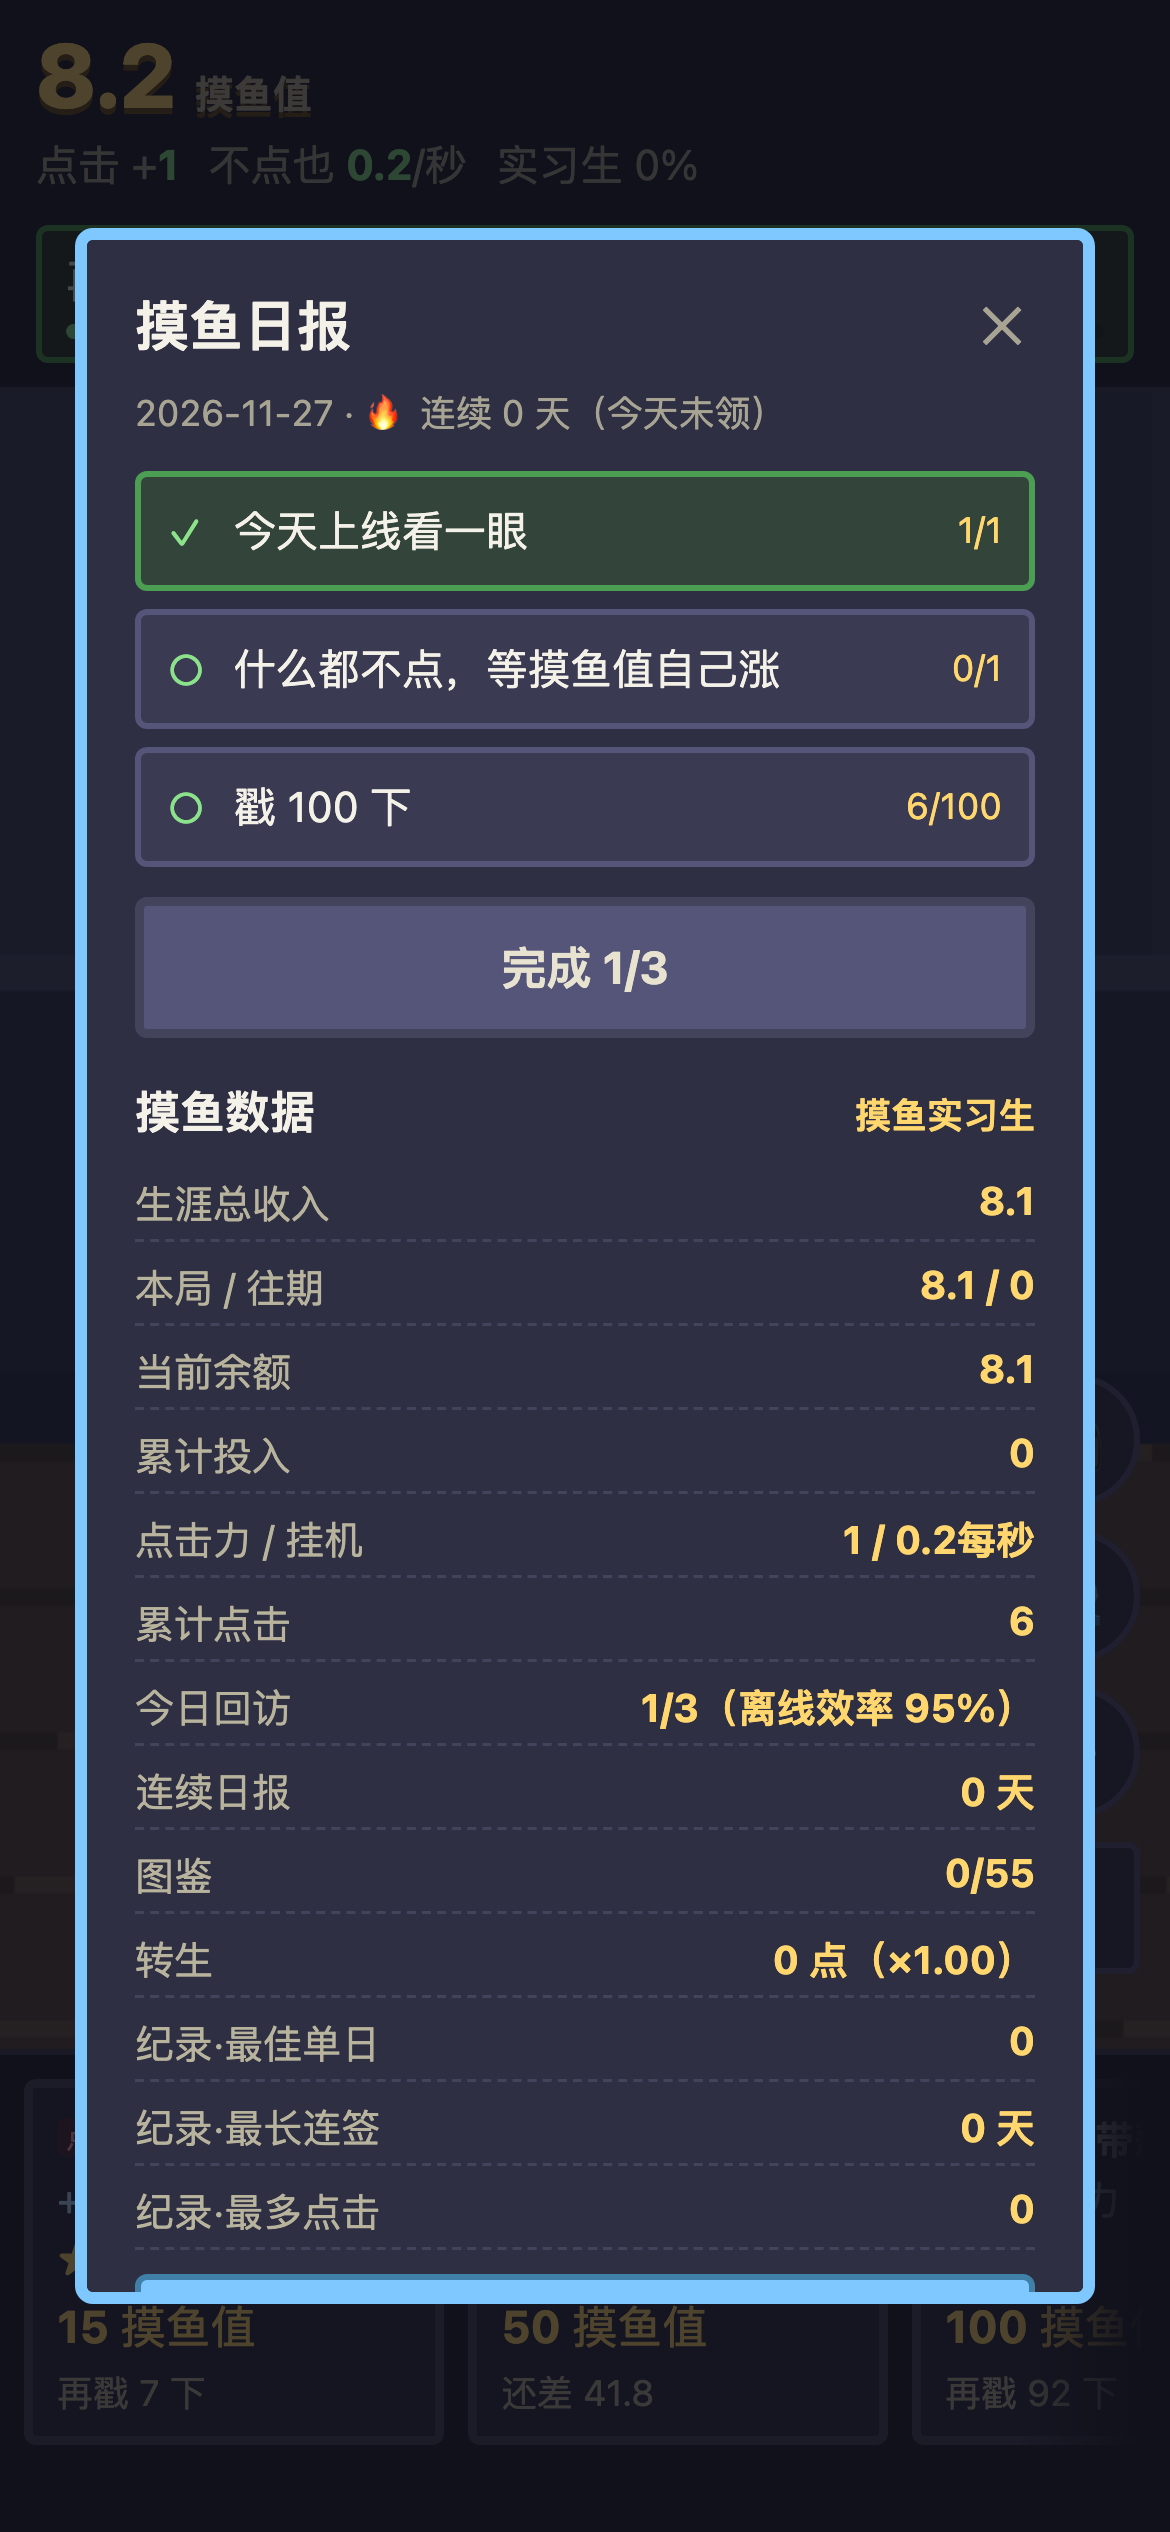 8.2 摸鱼值
点击 +1 不点也 0.2/秒 实习生 0%
摸鱼日报
2026-11-27 · 🔥 连续 0 天（今天未领）
今天上线看一眼 1/1
什么都不点，等摸鱼值自己涨 0/1
戳 100 下 6/100
完成 1/3
摸鱼数据 摸鱼实习生
生涯总收入 8.1
本局 / 往期 8.1 / 0
当前余额 8.1
累计投入 0
点击力 / 挂机 1 / 0.2每秒
累计点击 6
今日回访 1/3（离线效率 95%）
连续日报 0 天
图鉴 0/55
转生 0 点（×1.00）
纪录·最佳单日 0
纪录·最长连签 0 天
纪录·最多点击 0
带
力
15 摸鱼值 50 摸鱼值 100 摸鱼
再戳 7 下 还差 41.8 再戳 92 下